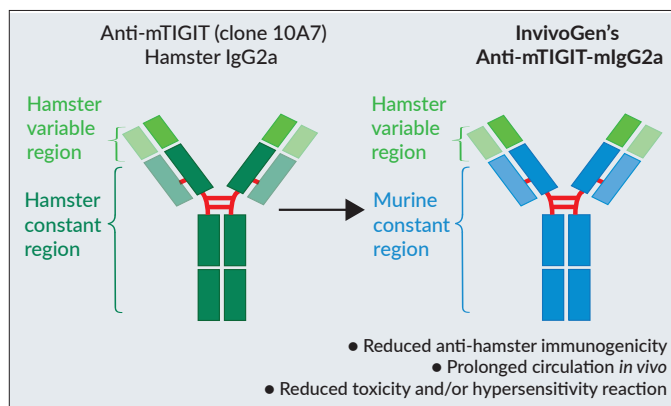 Anti-mTIGIT (clone 10A7)
Hamster IgG2a
InvivoGen's
Anti-mTIGIT-mIgG2a
Hamster
variable
region
Hamster
constant
region
Hamster
variable
region
Murine
constant
region
● Reduced anti-hamster immunogenicity
● Prolonged circulation in vivo
● Reduced toxicity and/or hypersensitivity reaction